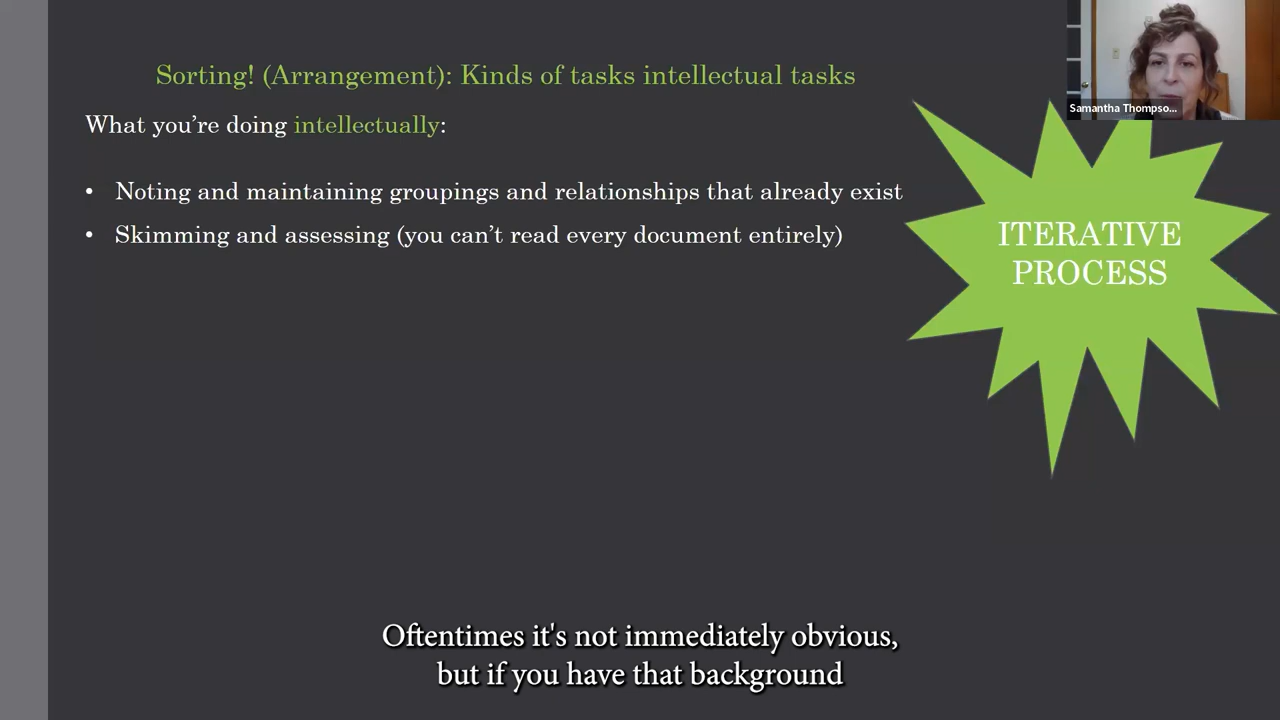 Sorting! (Arrangement): Kinds of tasks intellectual tasks
Samantha Thompso...
What you’re doing intellectually:
• Noting and maintaining groupings and relationships that already exist
• Skimming and assessing (you can’t read every document entirely)
ITERATIVE
PROCESS
Oftentimes it's not immediately obvious,
but if you have that background